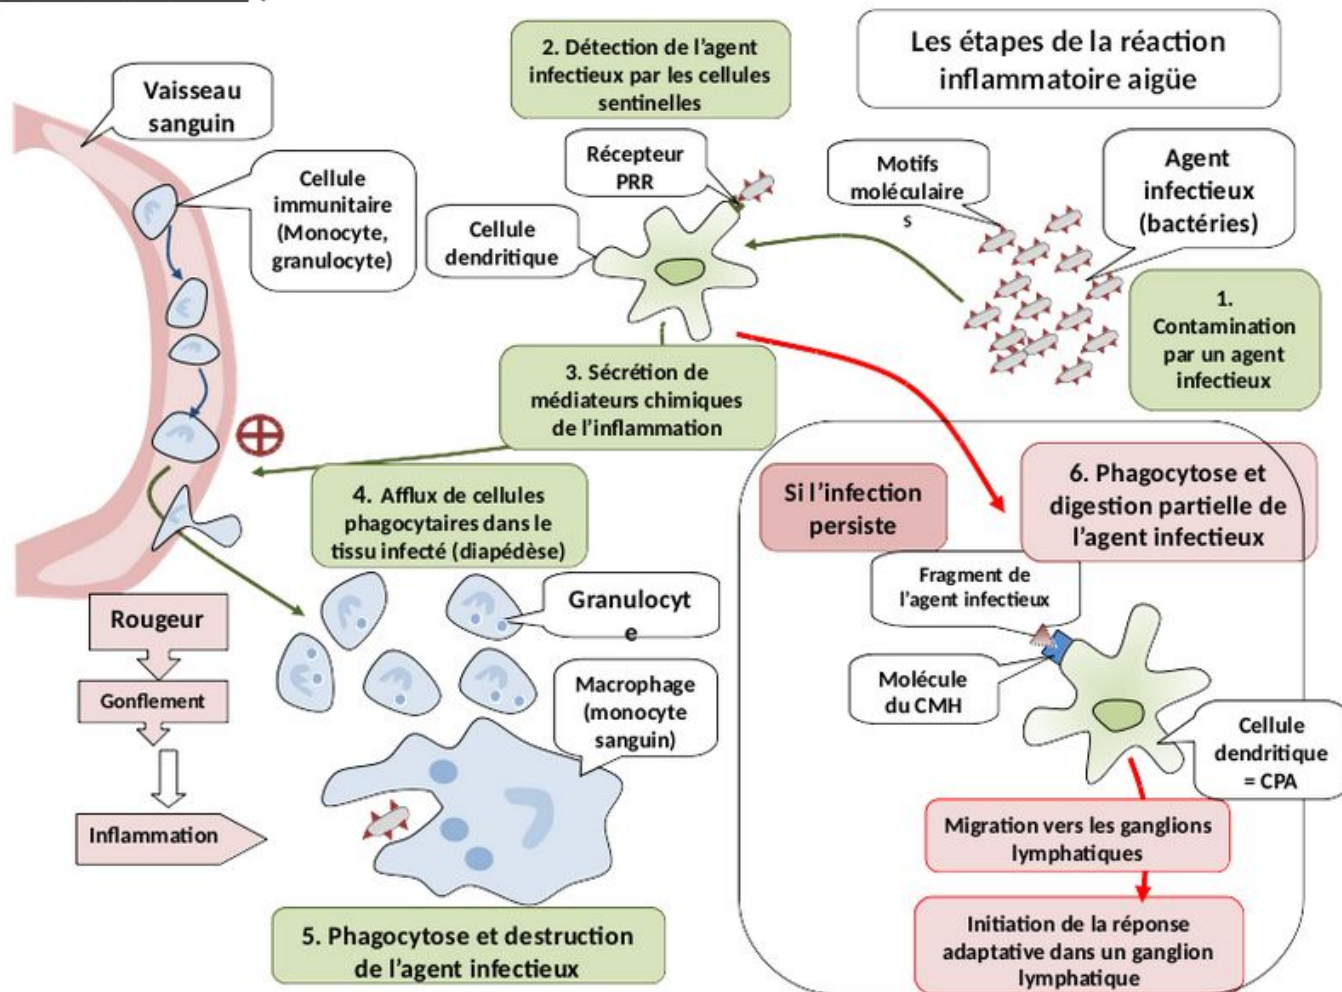 Les étapes de la réaction
inflammatoire aigüe
Vaisseau
sanguin
Cellule
immunitaire
(Monocyte,
granulocyte)
2. Détection de l'agent
infectieux par les cellules
sentinelles
Récepteur
PRR
Cellule
dendritique
Motifs
moléculaire
s
Agent
infectieux
(bactéries)
1.
Contamination
par un agent
infectieux
3. Sécrétion de
médiateurs chimiques
de l'inflammation
4. Afflux de cellules
phagocytaires dans le
tissu infecté (diapédèse)
Rougeur
Gonflement
Inflammation
Granulocyt
e
Macrophage
(monocyte
sanguin)
5. Phagocytose et destruction
de l'agent infectieux
Si l'infection
persiste
6. Phagocytose et
digestion partielle de
l'agent infectieux
Fragment de
l'agent infectieux
Molécule
du CMH
Cellule
dendritique
= CPA
Migration vers les ganglions
lymphatiques
Initiation de la réponse
adaptative dans un ganglion
lymphatique